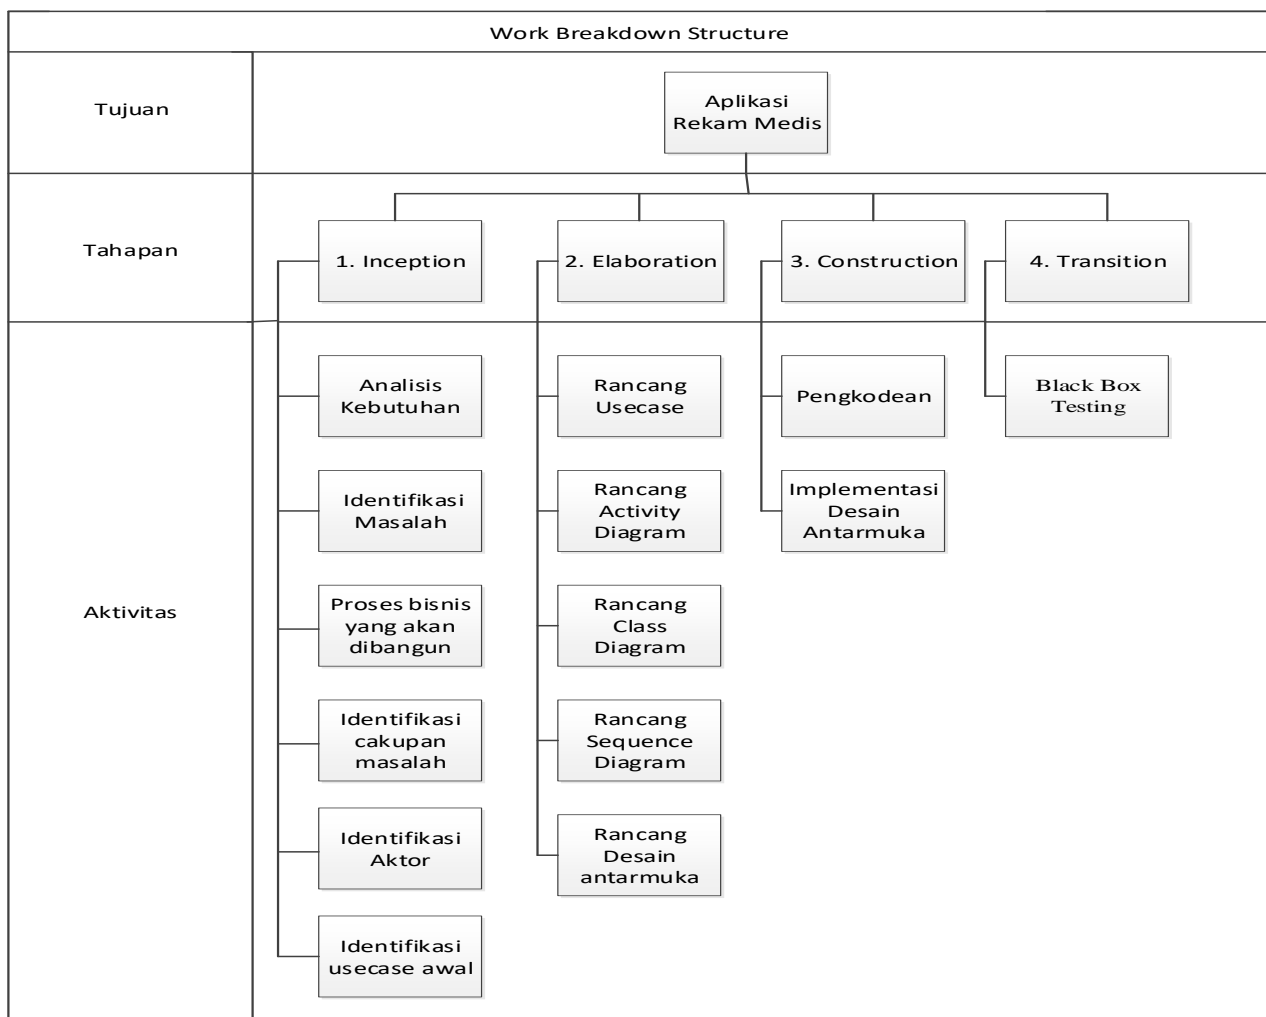 Work Breakdown Structure
Tujuan
Aplikasi
Rekam Medis
Tahapan
1. Inception
2. Elaboration
3. Construction
4. Transition
Aktivitas
Analisis
Kebutuhan
Identifikasi
Masalah
Proses bisnis
yang akan
dibangun
Identifikasi
cakupan
masalah
Identifikasi
Aktor
Identifikasi
usecase awal
Rancang
Usecase
Rancang
Activity
Diagram
Rancang
Class
Diagram
Rancang
Sequence
Diagram
Rancang
Desain
antarmuka
Pengkodean
Implementasi
Desain
Antarmuka
Black Box
Testing